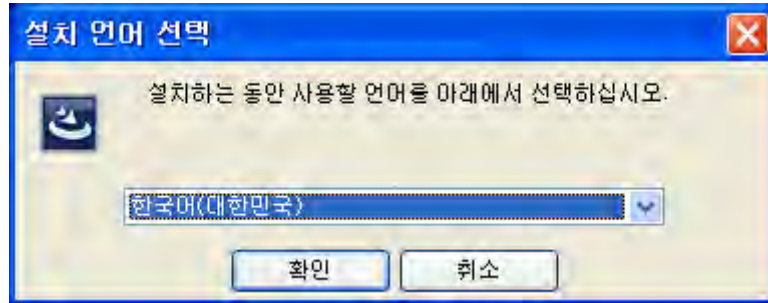 설치 언어 선택
설치하는 동안 사용할 언어를 아래에서 선택하십시오.
한국어(대한민국)
확인 취소